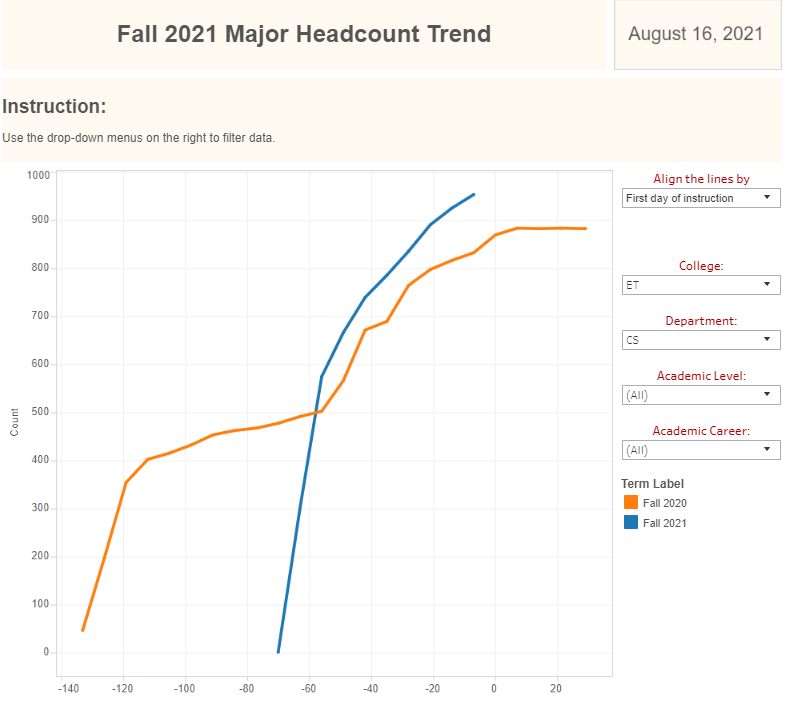 Fall 2021 Major Headcount Trend
August 16, 2021
Instruction:
Use the drop-down menus on the right to filter data.
Align the lines by
First day of instruction
College:
ET
Department:
CS
Academic Level:
(All)
Academic Career:
(All)
Term Label
Fall 2020
Fall 2021
Count
1000
900
800
700
600
500
400
300
200
100
0
-140 -120 -100 -80 -60 -40 -20 0 20